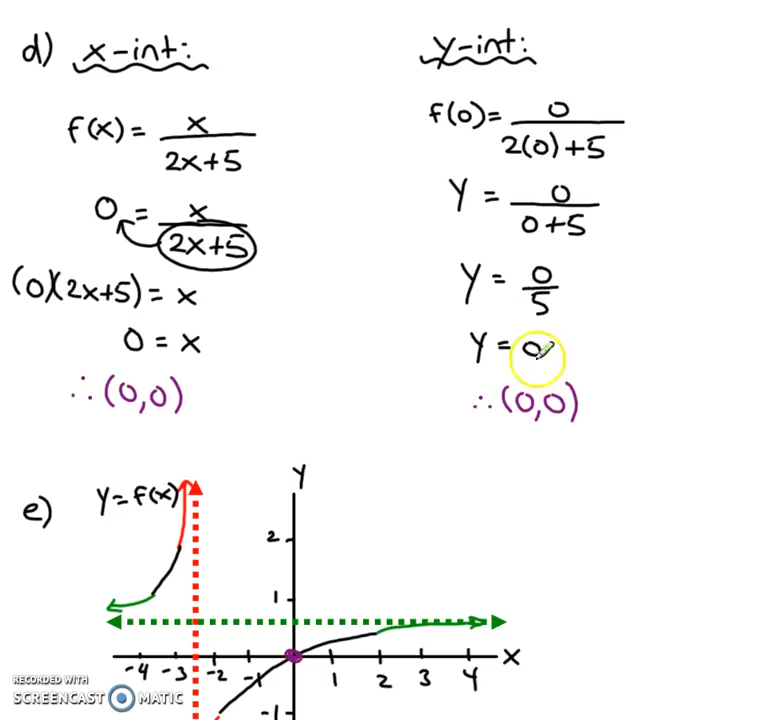 d) x-int:
f(x) = x / 2x+5
0 = x / 2x+5
(0)(2x+5) = x
0 = x
∴ (0,0)
y-int:
f(0) = 0 / 2(0)+5
Y = 0 / 0+5
Y = 0 / 5
Y = 0
∴ (0,0)
e) Y=f(x)
Y
2
1
-4 -3 -2 -1 1 2 3 4 X
-1
RECORDED WITH
SCREENCAST MATIC